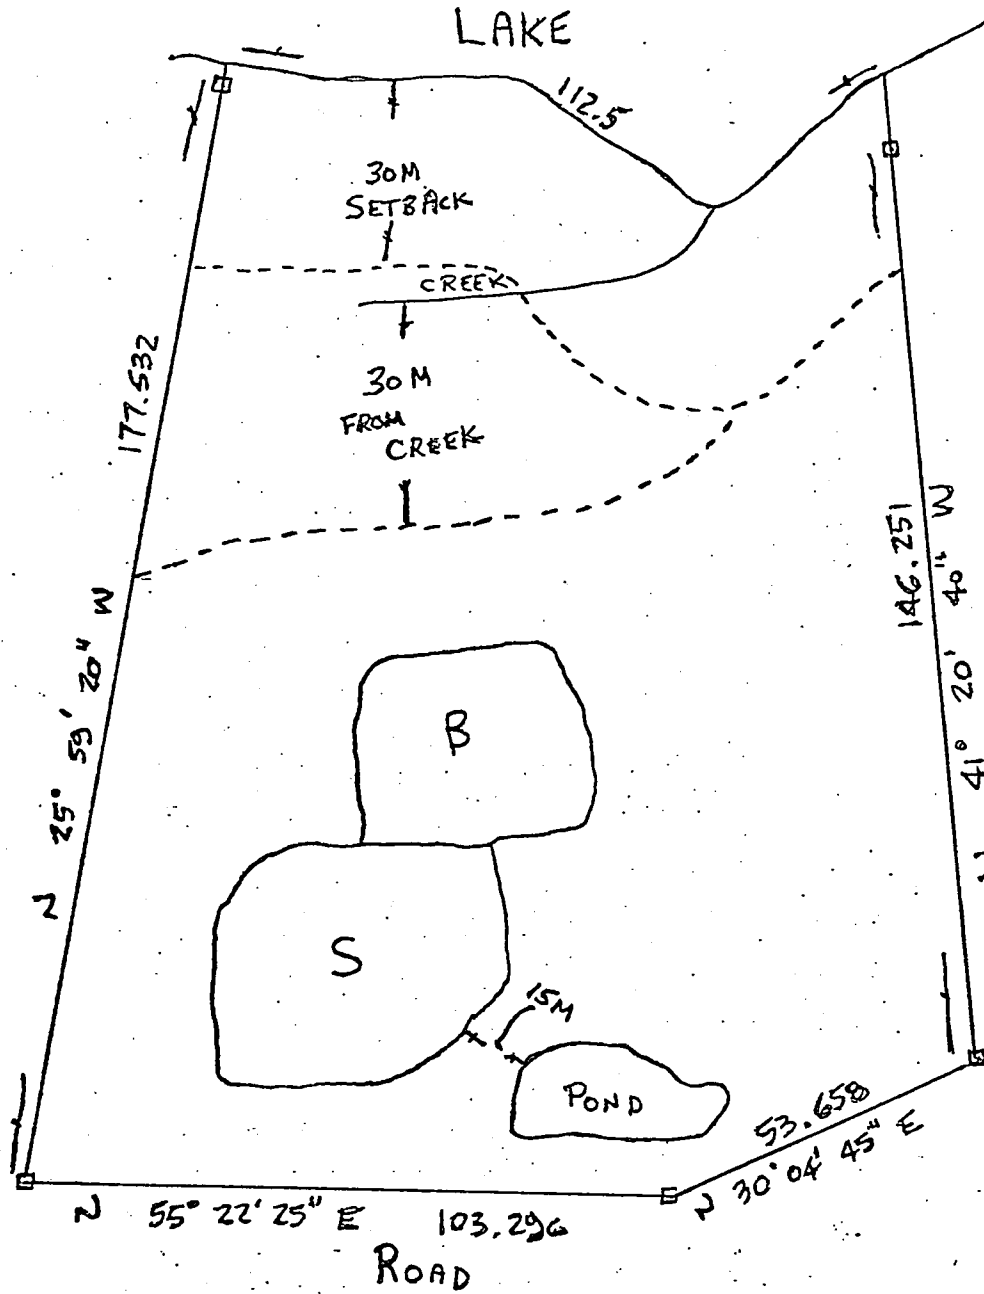 LAKE
112.5
30M
SETBACK
CREEK
30M
FROM
CREEK
177.532
N 25° 59' 20" W
146.251
41° 20' 40" W
B
S
15M
POND
53.658
N 30° 04' 45" E
N 55° 22' 25" E 103.296
ROAD